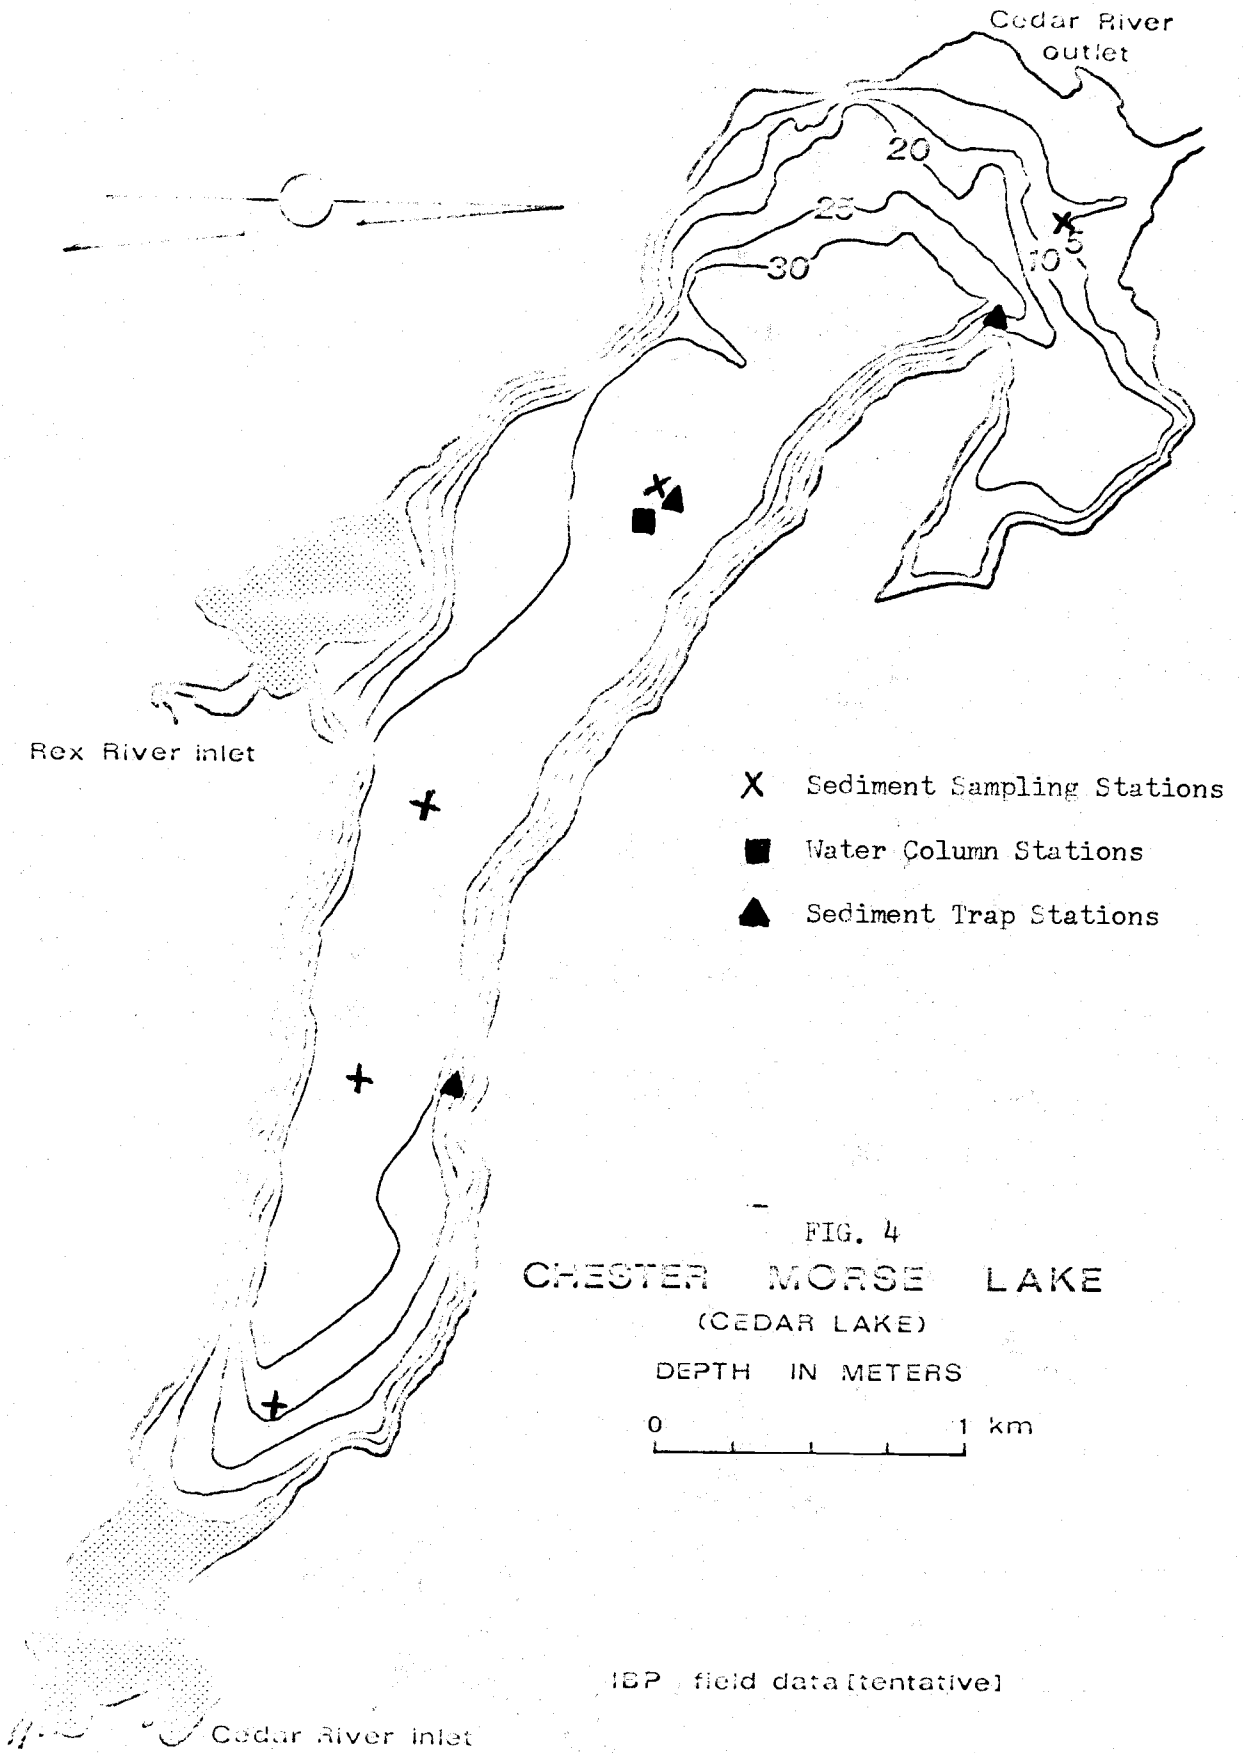 Cedar River
outlet
20
25
30
10
5
Rex River inlet
X Sediment Sampling Stations
Water Column Stations
Sediment Trap Stations
FIG. 4
CHESTER MORSE LAKE
(CEDAR LAKE)
DEPTH IN METERS
0 1 km
IBP field data [tentative]
Cedar River inlet